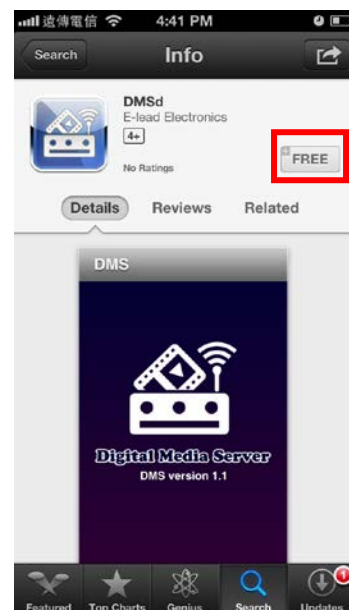 遠傳電信 4:41 PM
Search Info
DMSd
E-lead Electronics
4+
No Ratings
FREE
Details Reviews Related
DMS
Digital Media Server
DMS version 1.1
1
Featured Top Charts Genius Search Updates